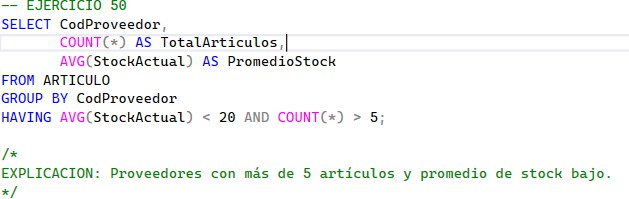 -- EJERCICIO 50
SELECT CodProveedor,
       COUNT(*) AS TotalArticulos,
       AVG(StockActual) AS PromedioStock
FROM ARTICULO
GROUP BY CodProveedor
HAVING AVG(StockActual) < 20 AND COUNT(*) > 5;

/*
EXPLICACION: Proveedores con más de 5 artículos y promedio de stock bajo.
*/